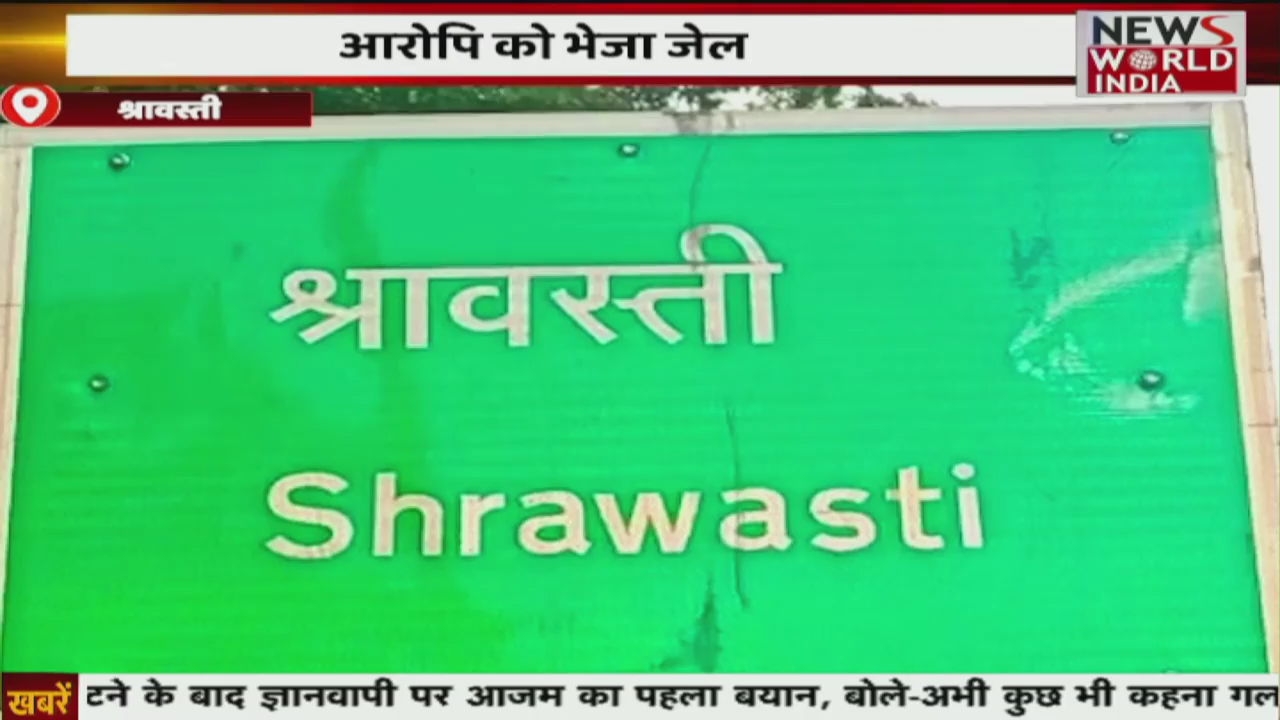 आरोपि को भेजा जेल
NEWS
WORLD
INDIA
श्रावस्ती
श्रावस्ती
Shrawasti
खबरें टने के बाद ज्ञानवापी पर आजम का पहला बयान, बोले-अभी कुछ भी कहना गल